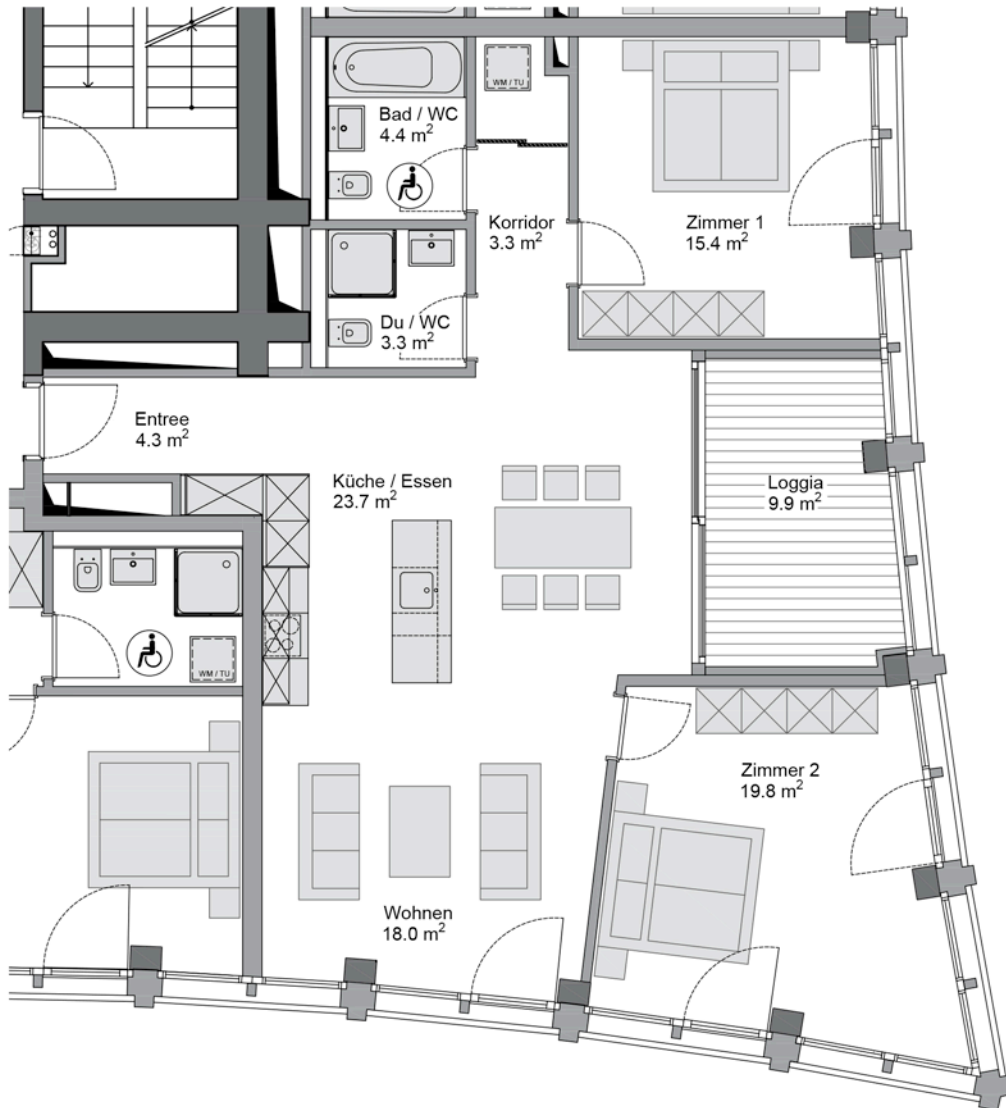 WM / TU
Bad / WC
4.4 m²
Korridor
3.3 m²
Zimmer 1
15.4 m²
Du / WC
3.3 m²
Entree
4.3 m²
Küche / Essen
23.7 m²
Loggia
9.9 m²
WM / TU
Zimmer 2
19.8 m²
Wohnen
18.0 m²